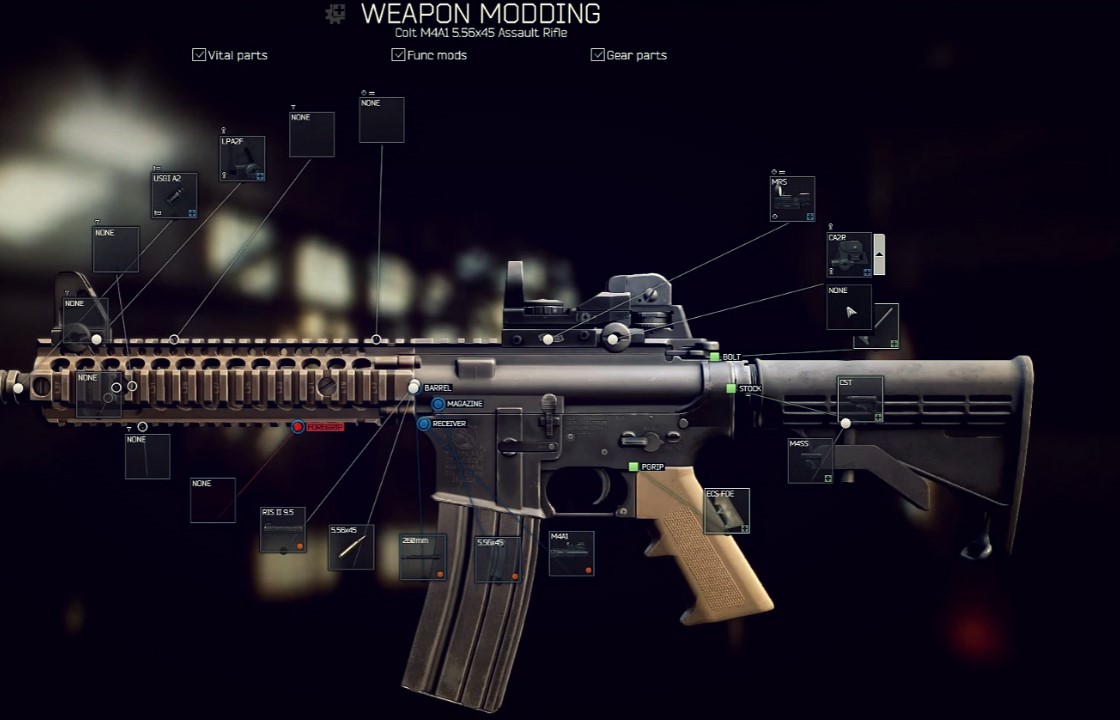 WEAPON MODDING
Colt M4A1 5.56x45 Assault Rifle
Vital parts
Func mods
Gear parts
NONE
NONE
LPA2F
USGI A2
MRS
NONE
CA2R
NONE
NONE
BOLT
NONE
BARREL
STOCK
CST
MAGAZINE
RECEIVER
FOREGRIP
NONE
M4SS
PGRIP
NONE
ECS FDE
RIS II 9.5
5.56x45
260mm
5.56x45
M4A1